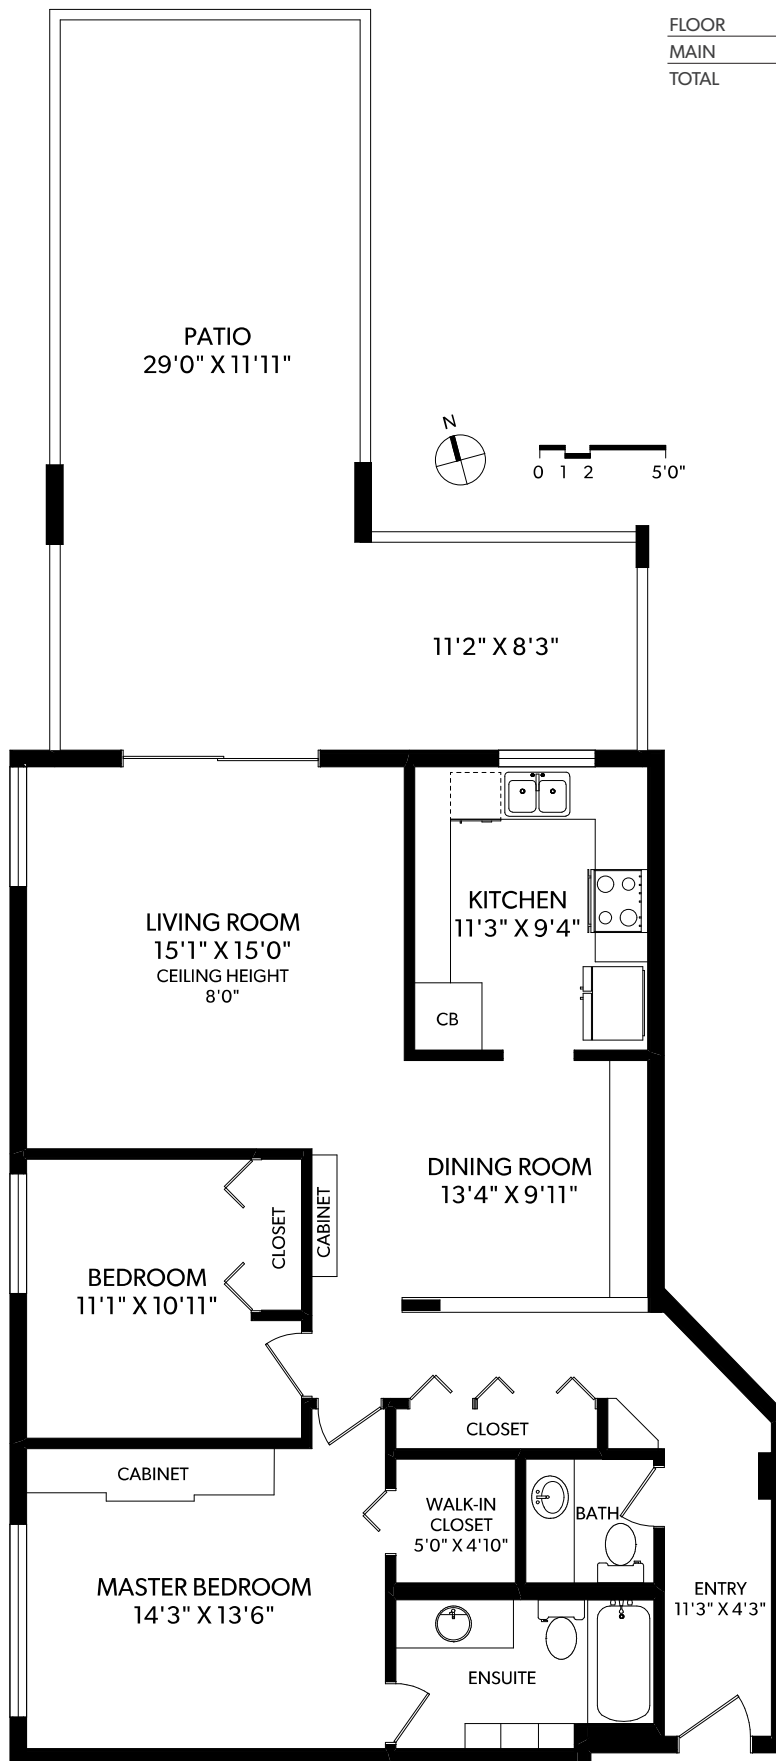 FLOOR
MAIN
TOTAL
PATIO
29'0" X 11'11"
N
0 1 2 5'0"
11'2" X 8'3"
KITCHEN
11'3" X 9'4"
LIVING ROOM
15'1" X 15'0"
CEILING HEIGHT
8'0"
CB
DINING ROOM
13'4" X 9'11"
CLOSET
CABINET
BEDROOM
11'1" X 10'11"
CLOSET
CABINET
WALK-IN
CLOSET
5'0" X 4'10"
BATH
MASTER BEDROOM
14'3" X 13'6"
ENTRY
11'3" X 4'3"
ENSUITE